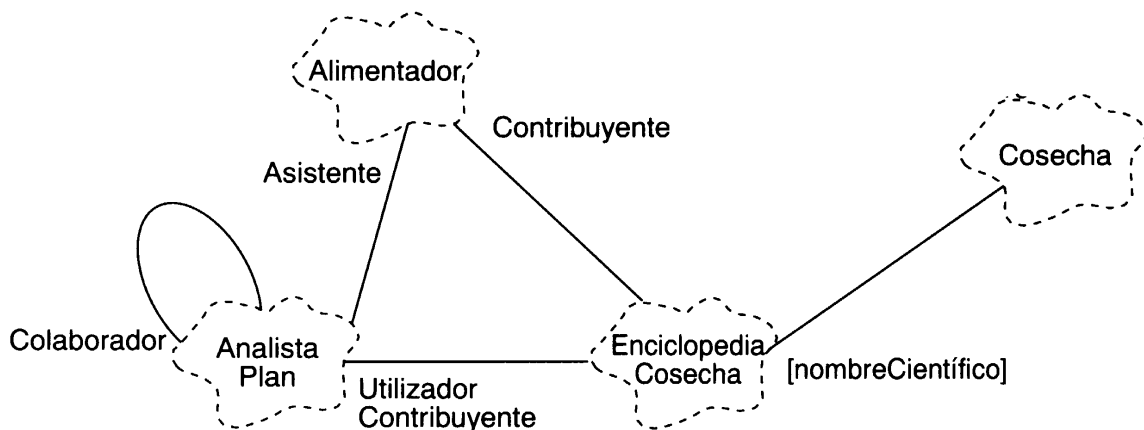 Alimentador
Contribuyente
Cosecha
Asistente
Colaborador
Analista
Plan
Enciclopedia
Cosecha
[nombreCientífico]
Utilizador
Contribuyente